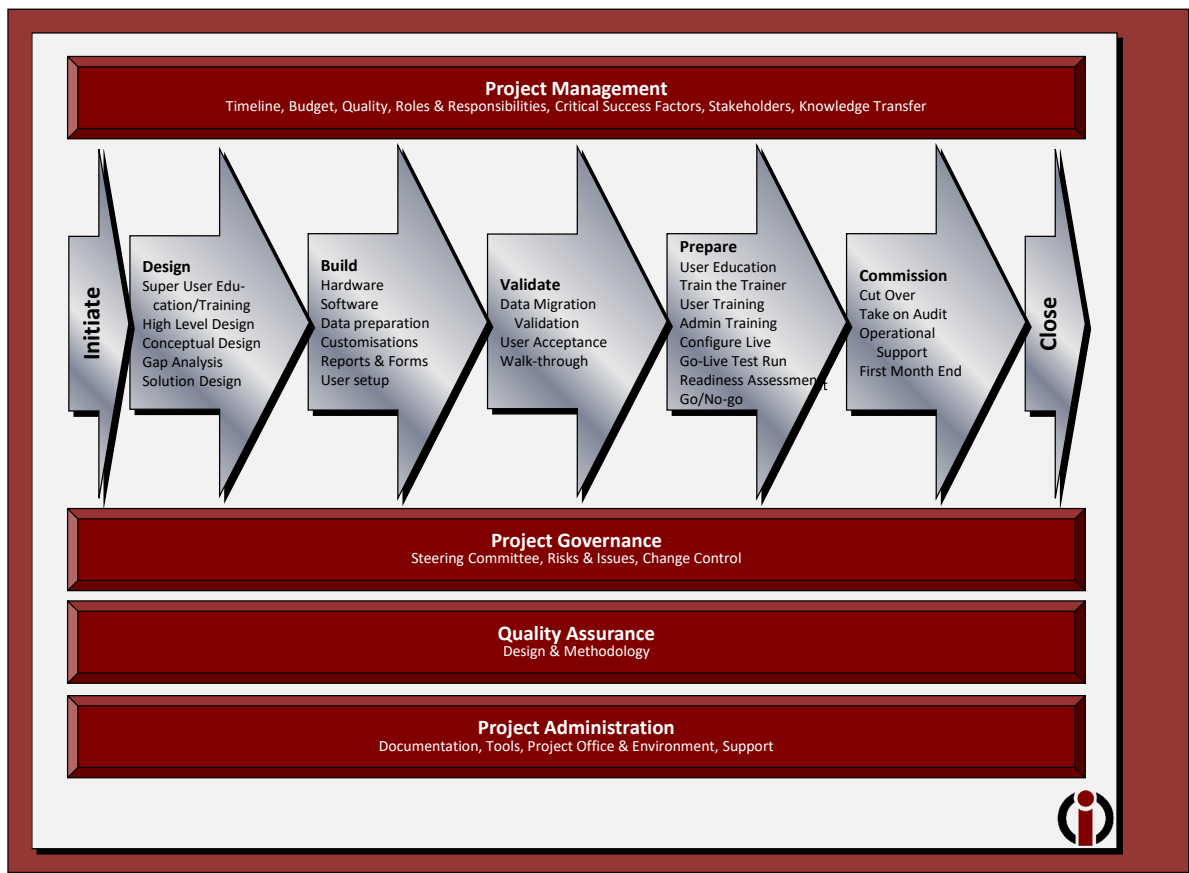 Project Management
Timeline, Budget, Quality, Roles & Responsibilities, Critical Success Factors, Stakeholders, Knowledge Transfer
Initiate
Design
Super User Edu-
cation/Training
High Level Design
Conceptual Design
Gap Analysis
Solution Design
Build
Hardware
Software
Data preparation
Customisations
Reports & Forms
User setup
Validate
Data Migration
Validation
User Acceptance
Walk-through
Prepare
User Education
Train the Trainer
User Training
Admin Training
Configure Live
Go-Live Test Run
Readiness Assessment
Go/No-go
Commission
Cut Over
Take on Audit
Operational
Support
First Month End
Close
Project Governance
Steering Committee, Risks & Issues, Change Control
Quality Assurance
Design & Methodology
Project Administration
Documentation, Tools, Project Office & Environment, Support